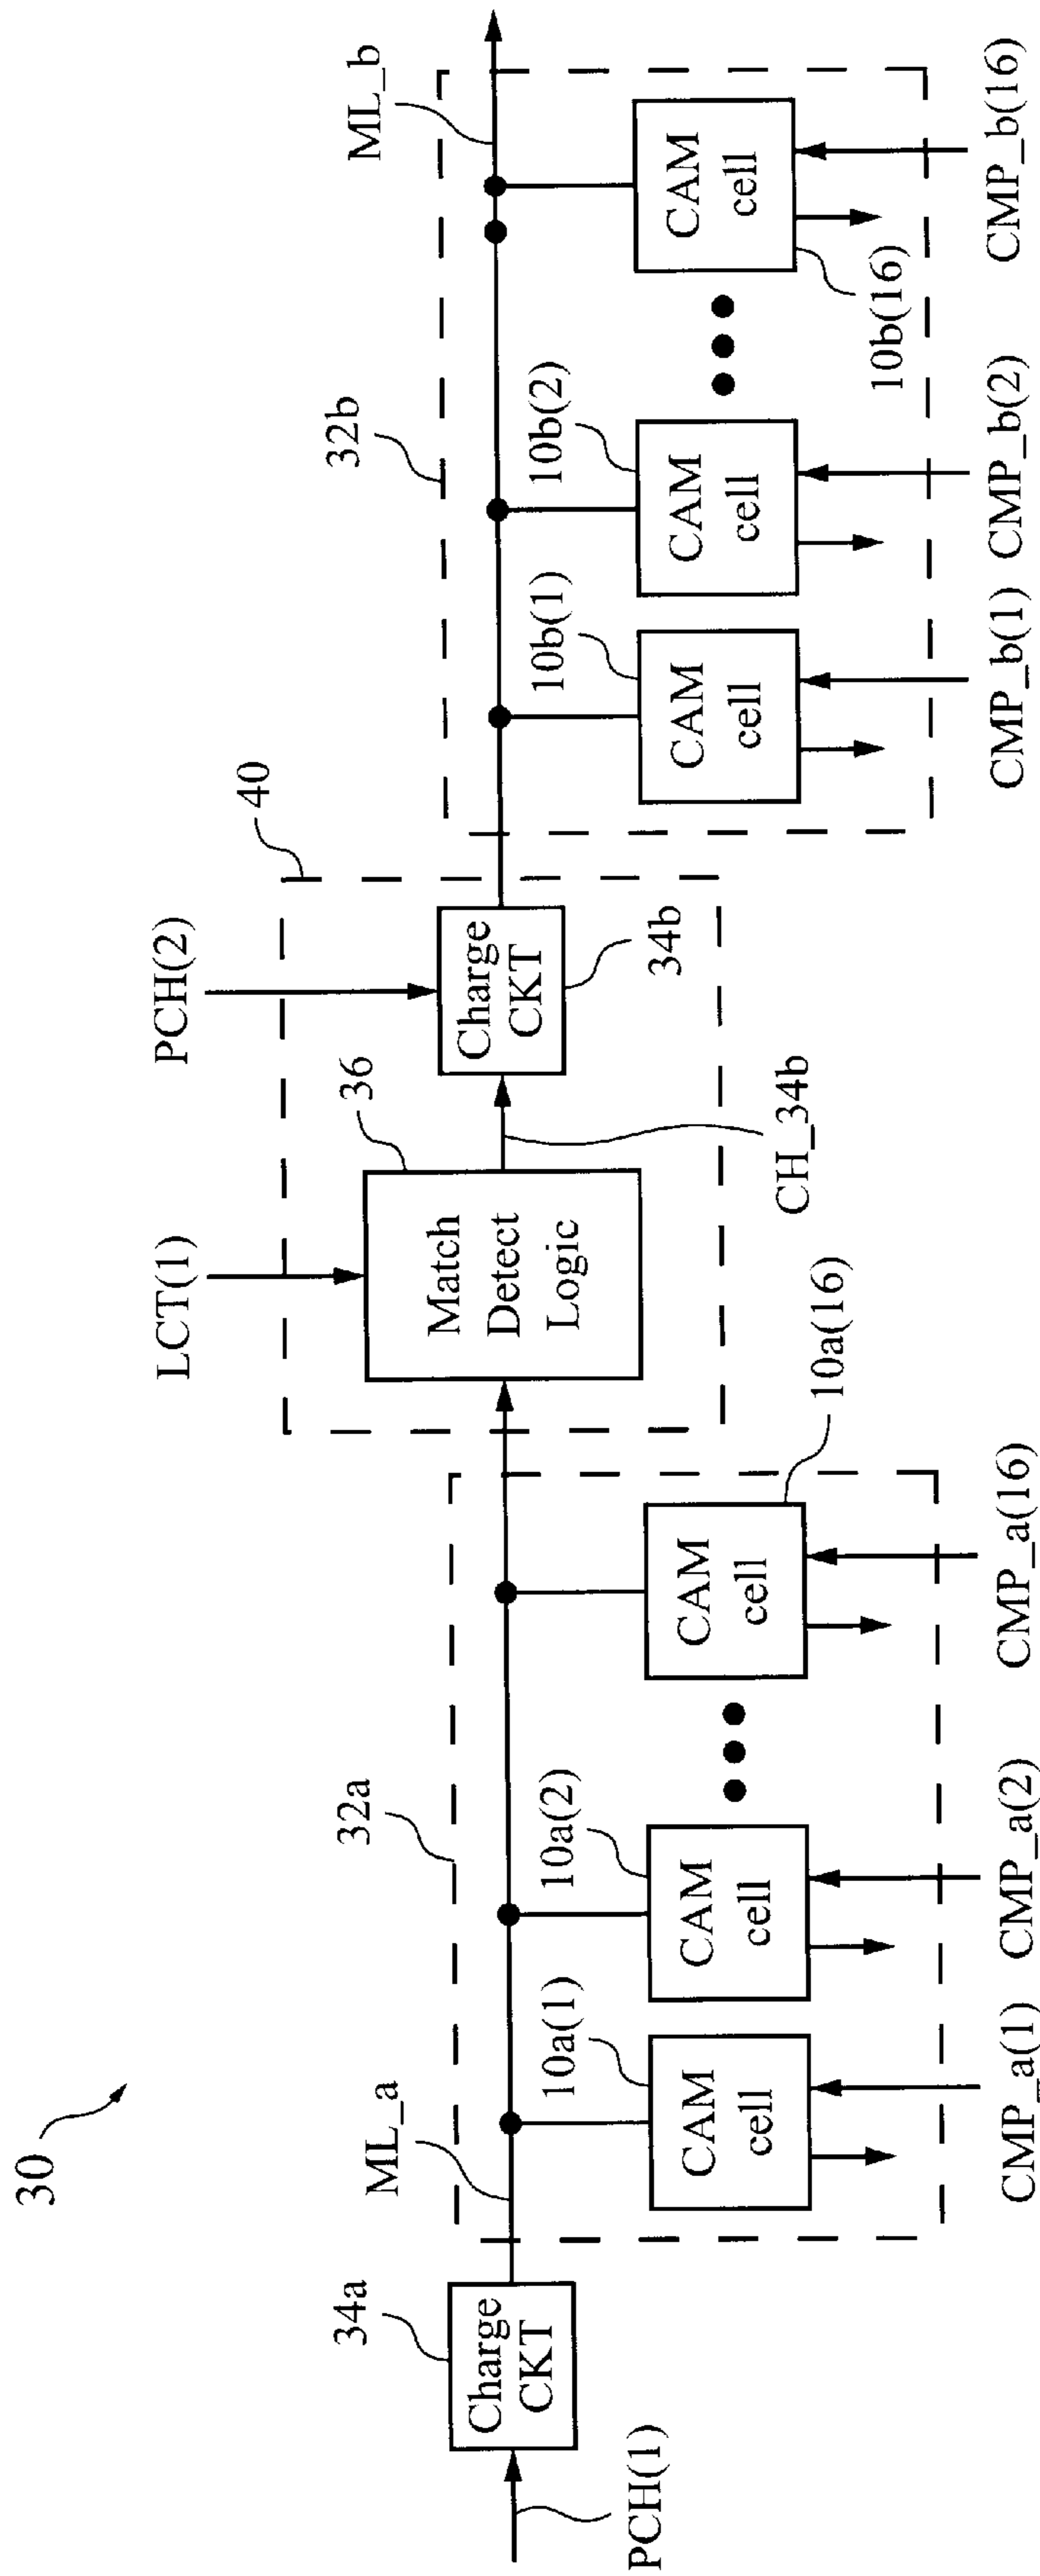 30
PCH(1)
34a
Charge
CKT
ML_a
32a
10a(1)
CAM
cell
CMP_a(1)
10a(2)
CAM
cell
CMP_a(2)
CAM
cell
10a(16)
CMP_a(16)
LCT(1)
36
Match
Detect
Logic
CH_34b
PCH(2)
40
Charge
CKT
34b
32b
10b(1)
CAM
cell
CMP_b(1)
10b(2)
CAM
cell
CMP_b(2)
ML_b
CAM
cell
10b(16)
CMP_b(16)